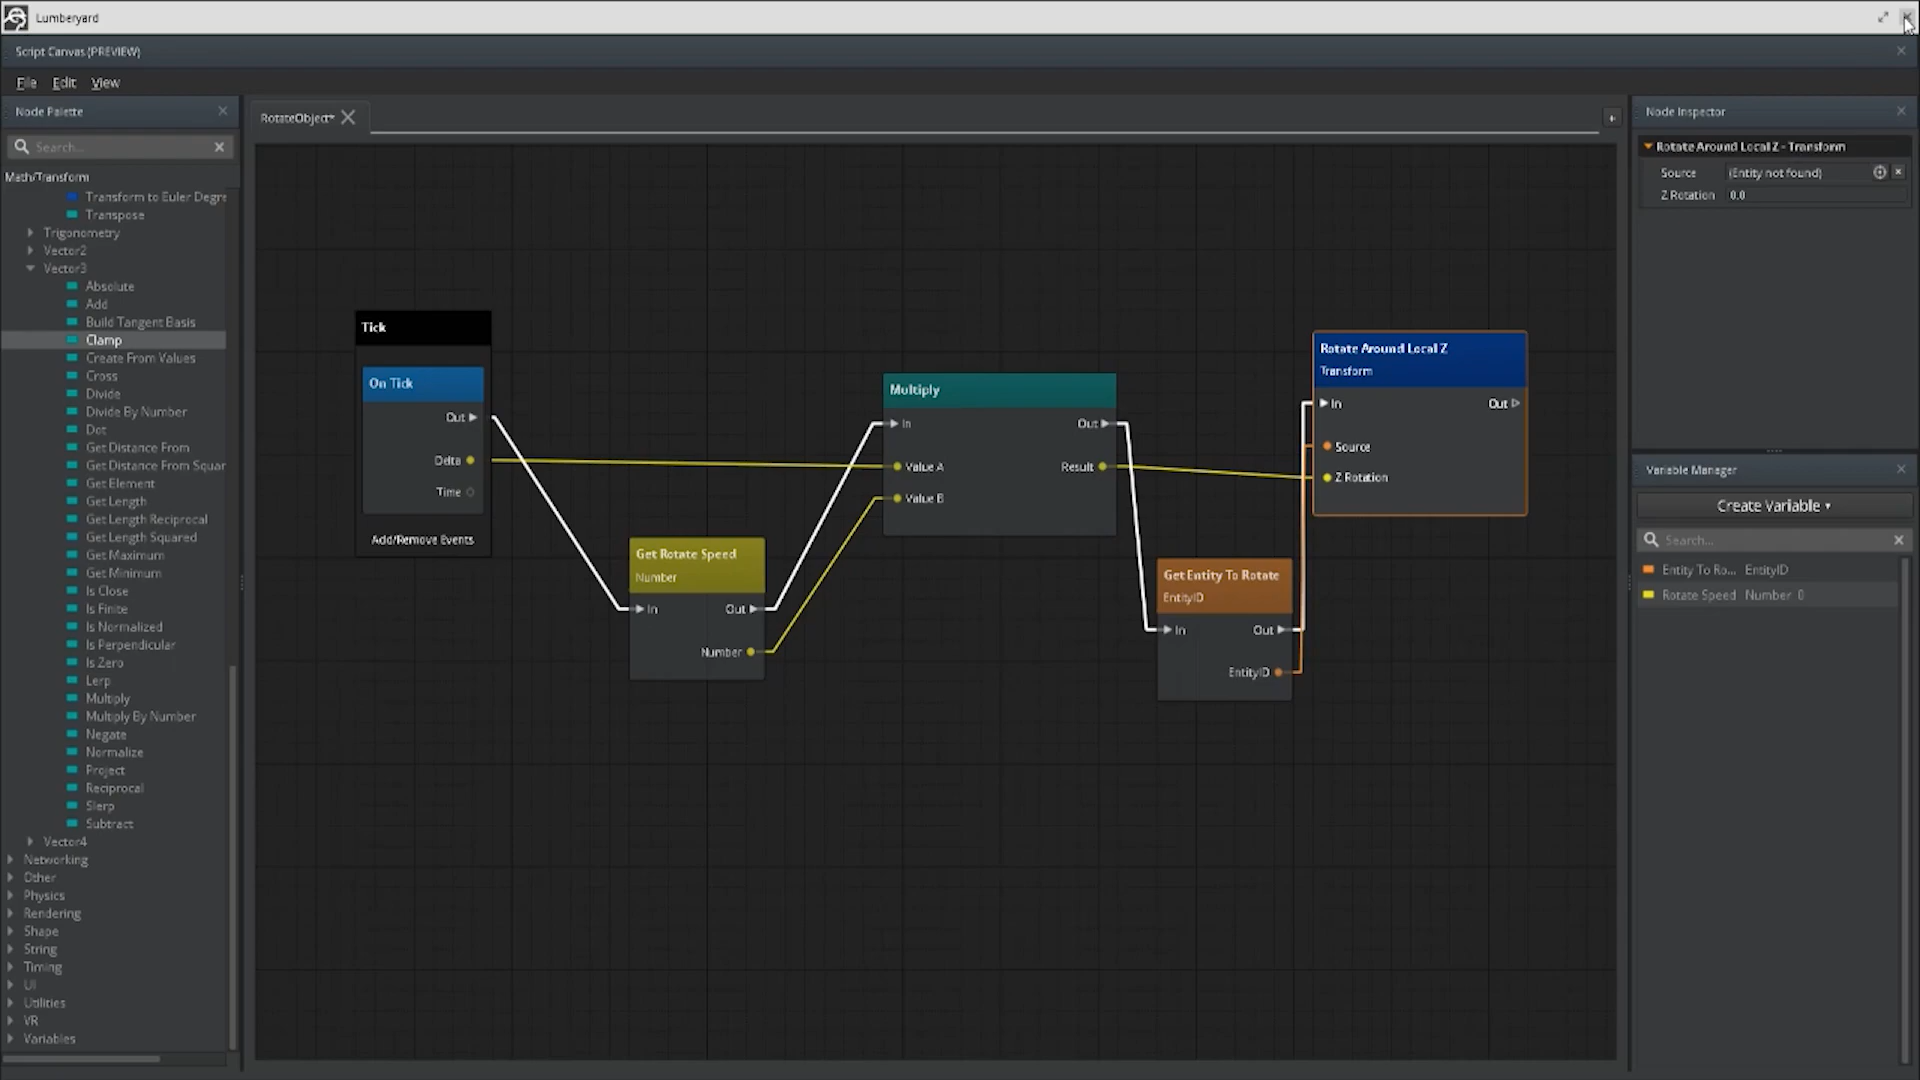 Lumberyard
Script Canvas (PREVIEW)
File Edit View
Node Palette
Search...
Math/Transform
Transform to Euler Degre
Transpose
Trigonometry
Vector2
Vector3
Absolute
Add
Build Tangent Basis
Clamp
Create From Values
Cross
Divide
Divide By Number
Dot
Get Distance From
Get Distance From Squar
Get Element
Get Length
Get Length Reciprocal
Get Length Squared
Get Maximum
Get Minimum
Is Close
Is Finite
Is Normalized
Is Perpendicular
Is Zero
Lerp
Multiply
Multiply By Number
Negate
Normalize
Project
Reciprocal
Slerp
Subtract
Vector4
Networking
Other
Physics
Rendering
Shape
String
Timing
UI
Utilities
VR
Variables
RotateObject*
Tick
On Tick
Out
Delta
Time
Add/Remove Events
Get Rotate Speed
Number
In Out
Number
Multiply
In Out
Value A Result
Value B
Get Entity To Rotate
EntityID
In Out
EntityID
Rotate Around Local Z
Transform
In Out
Source
Z Rotation
Node Inspector
Rotate Around Local Z - Transform
Source (Entity not found)
Z Rotation 0.0
Variable Manager
Create Variable
Search...
Entity To Ro... EntityID
Rotate Speed Number 0